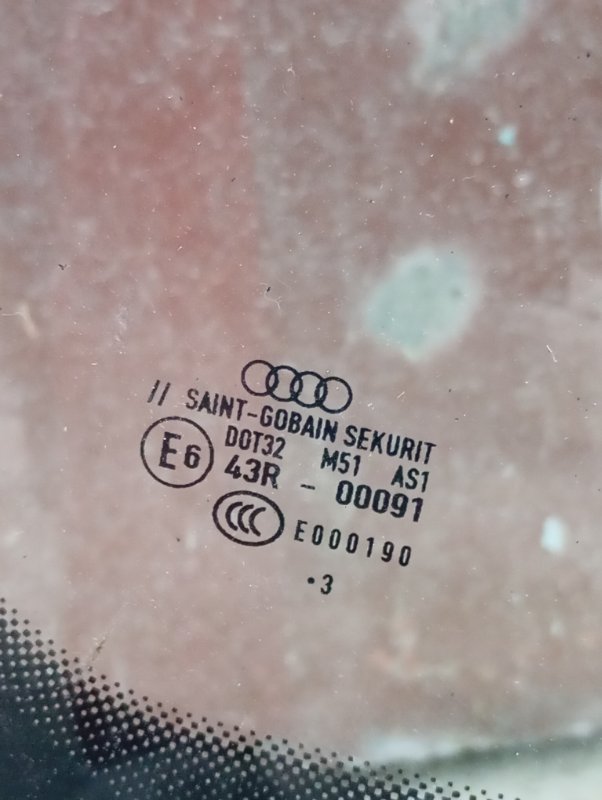 // SAINT-GOBAIN SEKURIT
DOT32 M51 AS1
E6 43R - 00091
CCC E000190
·3